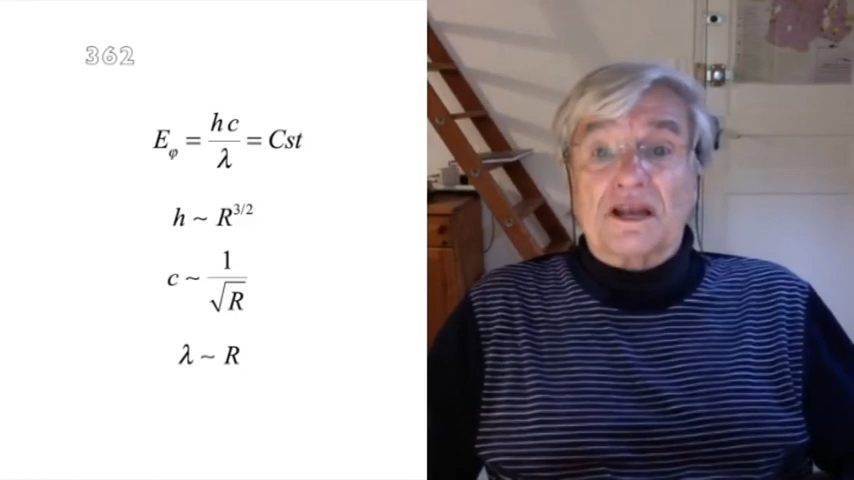 362
E_φ = hc/λ = Cst
h ~ R^{3/2}
c ~ 1/√R
λ ~ R